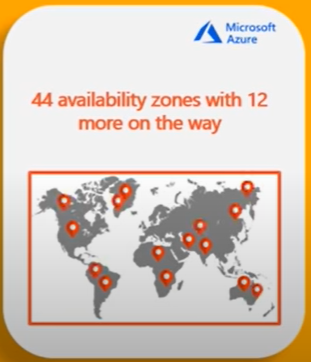 Microsoft
Azure
44 availability zones with 12
more on the way